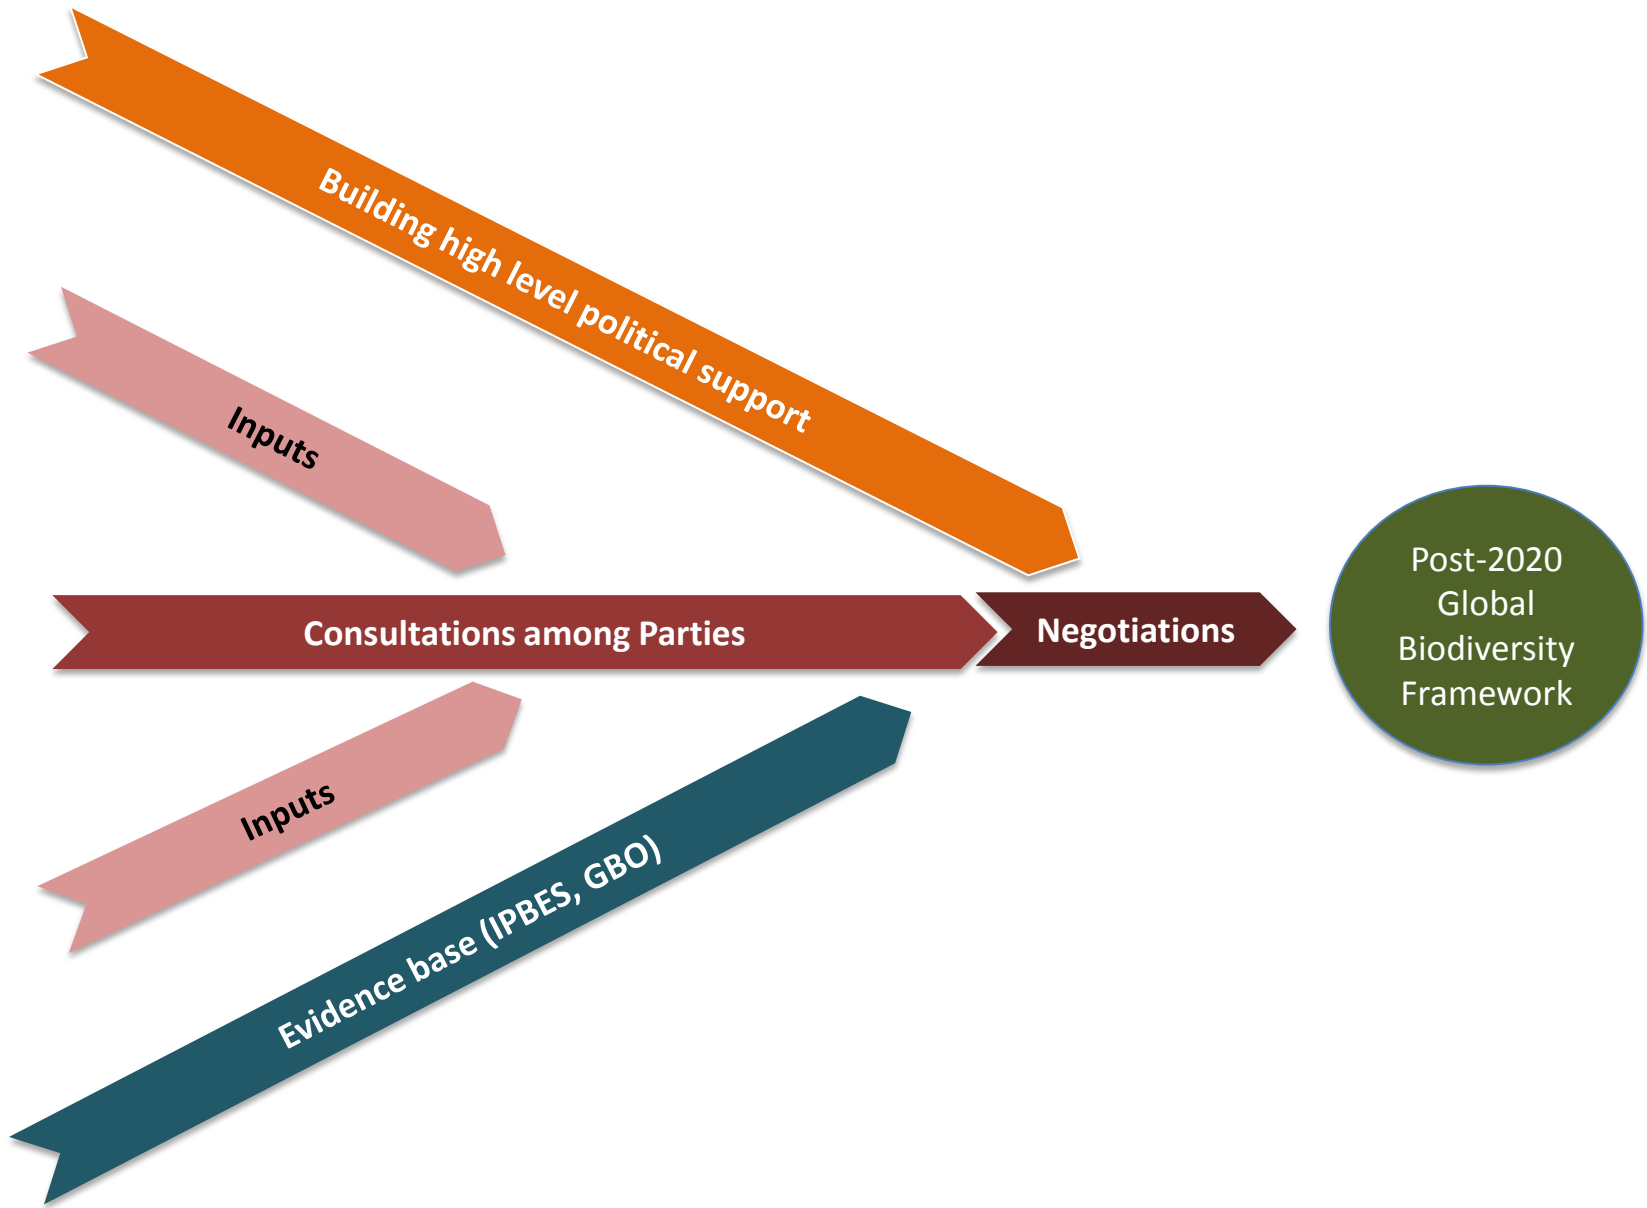 Building high level political support
Inputs
Consultations among Parties
Negotiations
Post-2020
Global
Biodiversity
Framework
Inputs
Evidence base (IPBES, GBO)